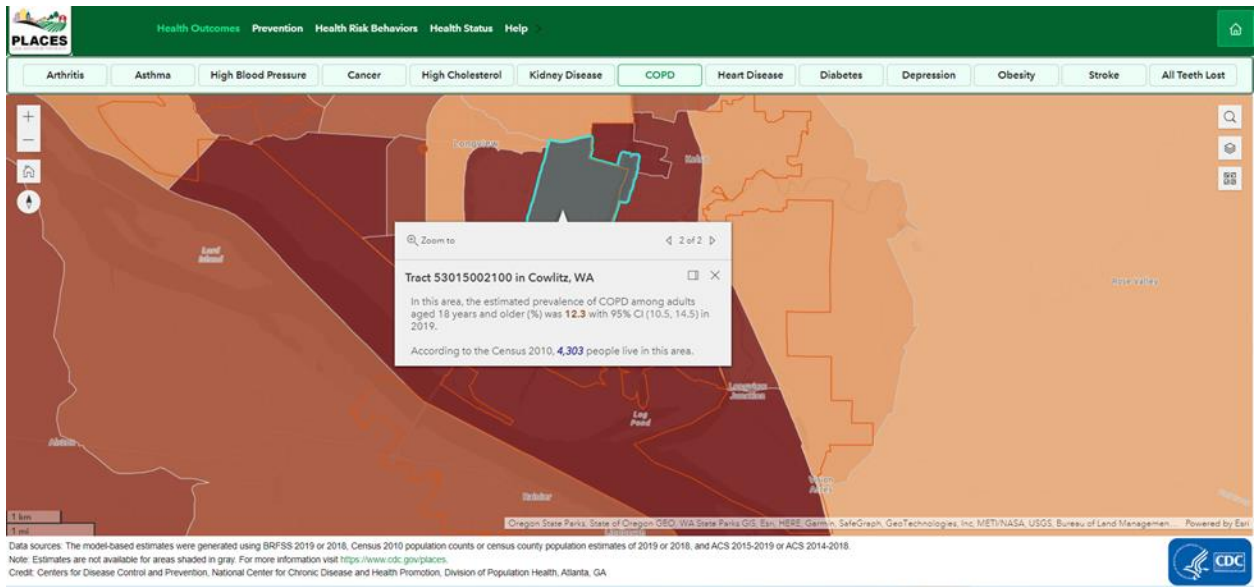 PLACES
Health Outcomes Prevention Health Risk Behaviors Health Status Help
Arthritis Asthma High Blood Pressure Cancer High Cholesterol Kidney Disease COPD Heart Disease Diabetes Depression Obesity Stroke All Teeth Lost
Longview
Kelso
Lord
Island
Rose Valley
Zoom to 2 of 2
Tract 53015002100 in Cowlitz, WA
In this area, the estimated prevalence of COPD among adults
aged 18 years and older (%) was 12.3 with 95% CI (10.5, 14.5) in
2019.
According to the Census 2010, 4,303 people live in this area.
Longview
Junction
Log
Pond
Alston
Union
Acres
Rainier
1 km
1 mi
Oregon State Parks, State of Oregon GEO, WA State Parks GIS, Esri, HERE, Garmin, SafeGraph, GeoTechnologies, Inc, METI/NASA, USGS, Bureau of Land Managemen... Powered by Esri
Data sources: The model-based estimates were generated using BRFSS 2019 or 2018, Census 2010 population counts or census county population estimates of 2019 or 2018, and ACS 2015-2019 or ACS 2014-2018.
Note: Estimates are not available for areas shaded in gray. For more information visit https://www.cdc.gov/places.
Credit: Centers for Disease Control and Prevention, National Center for Chronic Disease and Health Promotion, Division of Population Health, Atlanta, GA
CDC